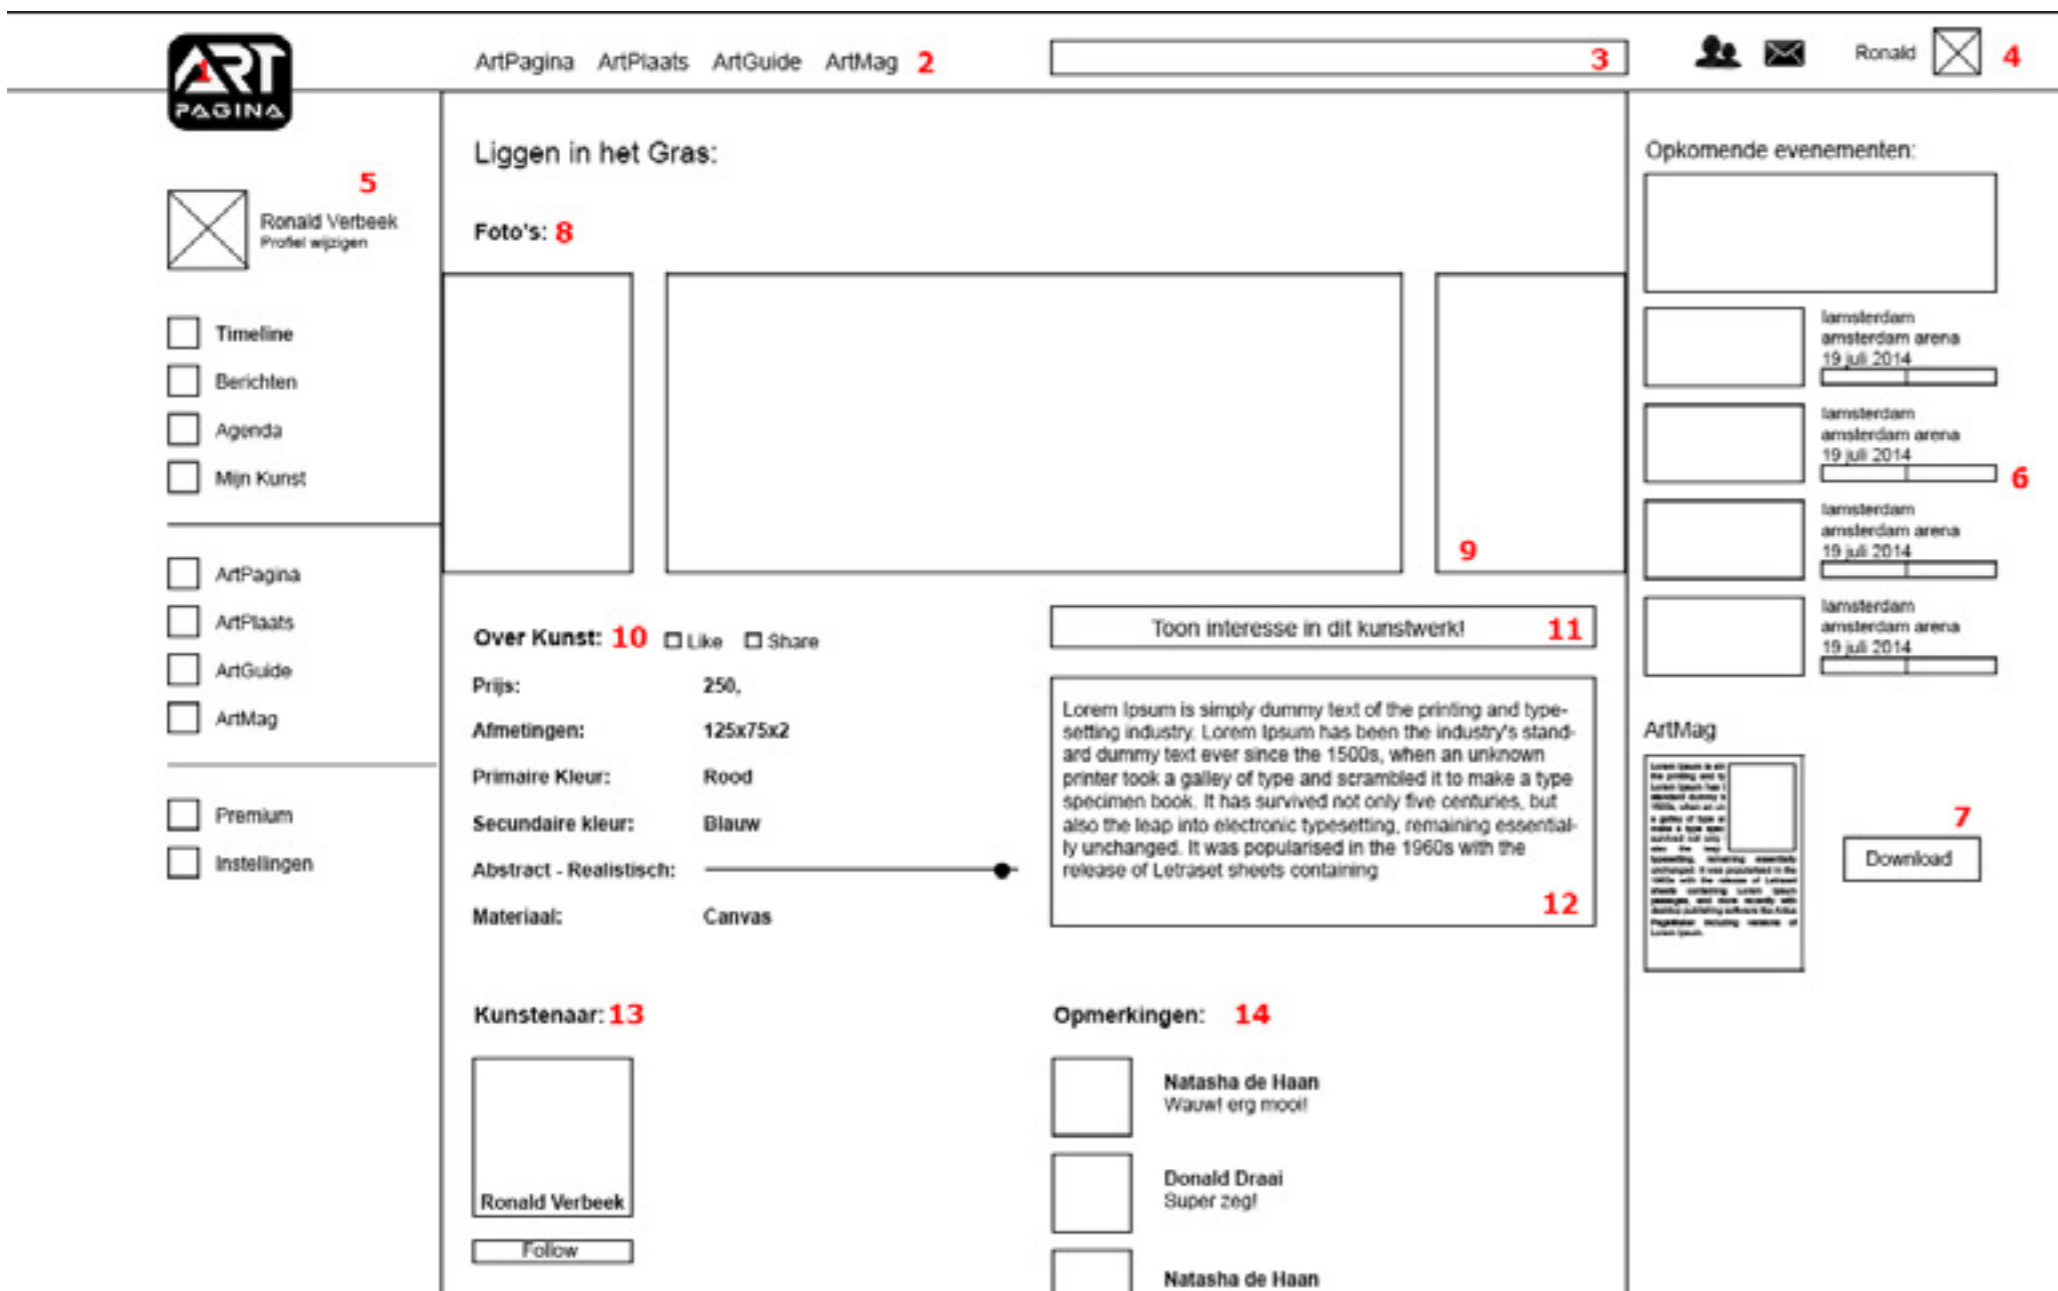 ART
1
PAGINA
ArtPagina ArtPlaats ArtGuide ArtMag 2
3
Ronald 4
5
Ronald Verbeek
Profiel wijzigen
Timeline
Berichten
Agenda
Mijn Kunst
ArtPagina
ArtPlaats
ArtGuide
ArtMag
Premium
Instellingen
Liggen in het Gras:
Foto's: 8
9
Over Kunst: 10 Like Share
Prijs: 250,
Afmetingen: 125x75x2
Primaire Kleur: Rood
Secundaire kleur: Blauw
Abstract - Realistisch:
Materiaal: Canvas
Toon interesse in dit kunstwerk! 11
Lorem Ipsum is simply dummy text of the printing and type-
setting industry. Lorem Ipsum has been the industry's stand-
ard dummy text ever since the 1500s, when an unknown
printer took a galley of type and scrambled it to make a type
specimen book. It has survived not only five centuries, but
also the leap into electronic typesetting, remaining essential-
ly unchanged. It was popularised in the 1960s with the
release of Letraset sheets containing
12
Kunstenaar: 13
Ronald Verbeek
Follow
Opmerkingen: 14
Natasha de Haan
Wauw! erg mooi!
Donald Draai
Super zeg!
Natasha de Haan
Opkomende evenementen:
Iamsterdam
amsterdam arena
19 juli 2014
Iamsterdam
amsterdam arena
19 juli 2014
6
Iamsterdam
amsterdam arena
19 juli 2014
Iamsterdam
amsterdam arena
19 juli 2014
ArtMag
7
Download